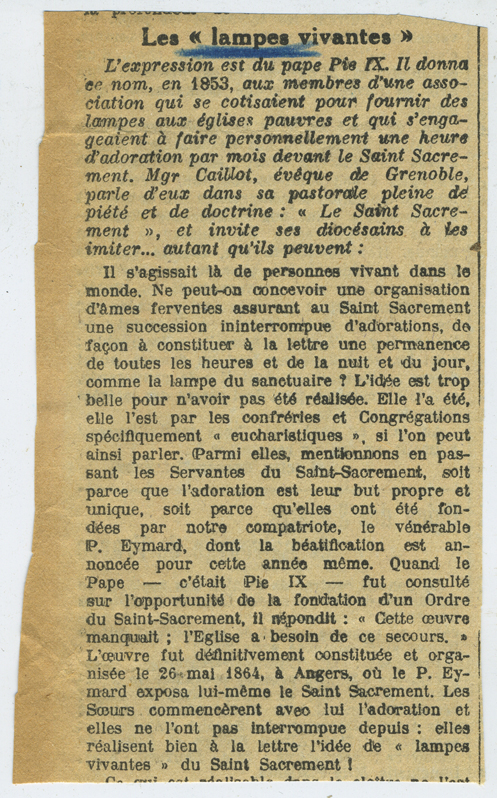 la profondeur
Les « lampes vivantes »
L'expression est du pape Pie IX. Il donna
ce nom, en 1853, aux membres d'une asso-
ciation qui se cotisaient pour fournir des
lampes aux églises pauvres et qui s'enga-
geaient à faire personnellement une heure
d'adoration par mois devant le Saint Sacre-
ment. Mgr Caillot, évêque de Grenoble,
parle d'eux dans sa pastorale pleine de
piété et de doctrine : « Le Saint Sacre-
ment », et invite ses diocésains à les
imiter... autant qu'ils peuvent :
Il s'agissait là de personnes vivant dans le
monde. Ne peut-on concevoir une organisation
d'âmes ferventes assurant au Saint Sacrement
une succession ininterrompue d'adorations, de
façon à constituer à la lettre une permanence
de toutes les heures et de la nuit et du jour,
comme la lampe du sanctuaire ? L'idée est trop
belle pour n'avoir pas été réalisée. Elle l'a été,
elle l'est par les confréries et Congrégations
spécifiquement « eucharistiques », si l'on peut
ainsi parler. Parmi elles, mentionnons en pas-
sant les Servantes du Saint-Sacrement, soit
parce que l'adoration est leur but propre et
unique, soit parce qu'elles ont été fon-
dées par notre compatriote, le vénérable
P. Eymard, dont la béatification est an-
noncée pour cette année même. Quand le
Pape — c'était Pie IX — fut consulté
sur l'opportunité de la fondation d'un Ordre
du Saint-Sacrement, il répondit : « Cette œuvre
manquait ; l'Eglise a besoin de ce secours. »
L'œuvre fut définitivement constituée et orga-
nisée le 26 mai 1864, à Angers, où le P. Ey-
mard exposa lui-même le Saint Sacrement. Les
Sœurs commencèrent avec lui l'adoration et
elles ne l'ont pas interrompue depuis : elles
réalisent bien à la lettre l'idée de « lampes
vivantes » du Saint Sacrement !
Ce qui est réalisable dans le cloître ne l'est